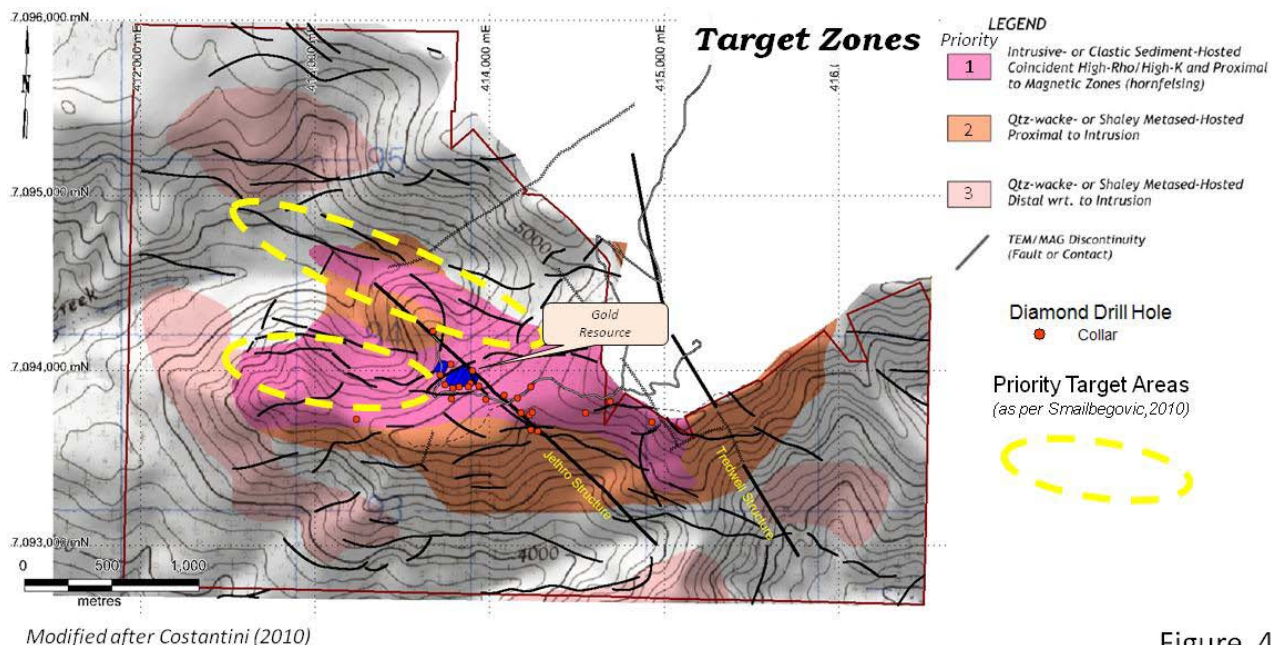 7,096,000 mN
412,000 mE
414,000 mE
415,000 mE
Target Zones
LEGEND
Priority
1
Intrusive- or Clastic Sediment-Hosted
Coincident High-Rho/High-K and Proximal
to Magnetic Zones (hornfelsing)
2
Qtz-wacke- or Shaley Metased-Hosted
Proximal to Intrusion
3
Qtz-wacke- or Shaley Metased-Hosted
Distal wrt. to Intrusion
TEM/MAG Discontinuity
(Fault or Contact)
Diamond Drill Hole
Collar
Priority Target Areas
(as per Smailbegovic,2010)
N
95
7,095,000 mN
5000
Gold
Resource
7,094,000 mN
Jethro Structure
Tredwell Structure
7,093,000 mN
4000
0 500 1,000
metres
Modified after Costantini (2010)
Figure 4